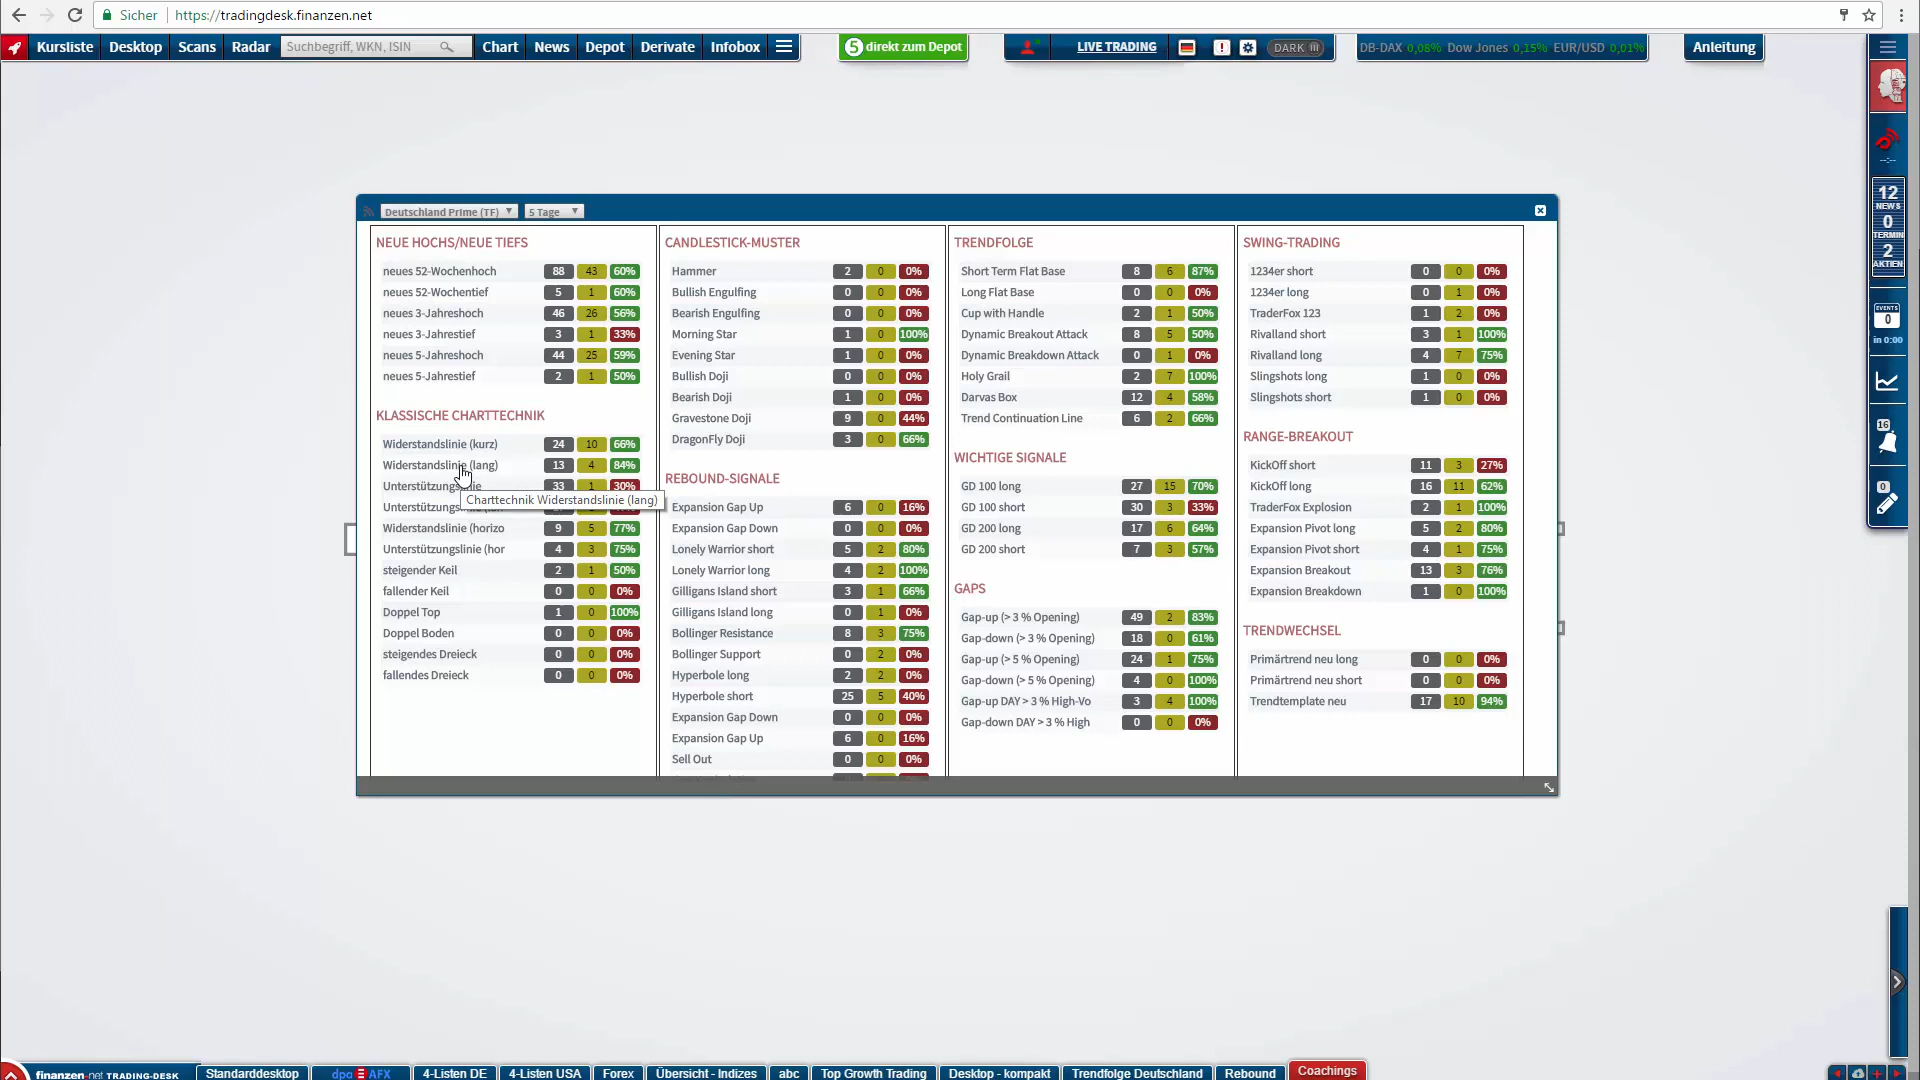 Sicher https://tradingdesk.finanzen.net
Kursliste Desktop Scans Radar Suchbegriff, WKN, ISIN Chart News Depot Derivate Infobox 5 direkt zum Depot LIVE TRADING ! DARK DB-DAX 0,08% Dow Jones 0,15% EUR/USD 0,01% Anleitung
--:--
12
NEWS
0
TERMIN
2
AKTIEN
EVENTS
0
in 0:00
16
0
Deutschland Prime (TF) 5 Tage
NEUE HOCHS/NEUE TIEFS
neues 52-Wochenhoch 88 43 60%
neues 52-Wochentief 5 1 60%
neues 3-Jahreshoch 46 26 56%
neues 3-Jahrestief 3 1 33%
neues 5-Jahreshoch 44 25 59%
neues 5-Jahrestief 2 1 50%
KLASSISCHE CHARTTECHNIK
Widerstandslinie (kurz) 24 10 66%
Widerstandslinie (lang) 13 4 84%
Unterstützungslinie 33 1 30%
Charttechnik Widerstandslinie (lang)
Widerstandslinie (horizo 9 5 77%
Unterstützungslinie (hor 4 3 75%
steigender Keil 2 1 50%
fallender Keil 0 0 0%
Doppel Top 1 0 100%
Doppel Boden 0 0 0%
steigendes Dreieck 0 0 0%
fallendes Dreieck 0 0 0%
CANDLESTICK-MUSTER
Hammer 2 0 0%
Bullish Engulfing 0 0 0%
Bearish Engulfing 0 0 0%
Morning Star 1 0 100%
Evening Star 1 0 0%
Bullish Doji 0 0 0%
Bearish Doji 1 0 0%
Gravestone Doji 9 0 44%
DragonFly Doji 3 0 66%
REBOUND-SIGNALE
Expansion Gap Up 6 0 16%
Expansion Gap Down 0 0 0%
Lonely Warrior short 5 2 80%
Lonely Warrior long 4 2 100%
Gilligans Island short 3 1 66%
Gilligans Island long 0 1 0%
Bollinger Resistance 8 3 75%
Bollinger Support 0 2 0%
Hyperbole long 2 2 0%
Hyperbole short 25 5 40%
Expansion Gap Down 0 0 0%
Expansion Gap Up 6 0 16%
Sell Out 0 0 0%
TRENDFOLGE
Short Term Flat Base 8 6 87%
Long Flat Base 0 0 0%
Cup with Handle 2 1 50%
Dynamic Breakout Attack 8 5 50%
Dynamic Breakdown Attack 0 1 0%
Holy Grail 2 7 100%
Darvas Box 12 4 58%
Trend Continuation Line 6 2 66%
WICHTIGE SIGNALE
GD 100 long 27 15 70%
GD 100 short 30 3 33%
GD 200 long 17 6 64%
GD 200 short 7 3 57%
GAPS
Gap-up (> 3 % Opening) 49 2 83%
Gap-down (> 3 % Opening) 18 0 61%
Gap-up (> 5 % Opening) 24 1 75%
Gap-down (> 5 % Opening) 4 0 100%
Gap-up DAY > 3 % High-Vo 3 4 100%
Gap-down DAY > 3 % High 0 0 0%
SWING-TRADING
1234er short 0 0 0%
1234er long 0 1 0%
TraderFox 123 1 2 0%
Rivalland short 3 1 100%
Rivalland long 4 7 75%
Slingshots long 1 0 0%
Slingshots short 1 0 0%
RANGE-BREAKOUT
KickOff short 11 3 27%
KickOff long 16 11 62%
TraderFox Explosion 2 1 100%
Expansion Pivot long 5 2 80%
Expansion Pivot short 4 1 75%
Expansion Breakout 13 3 76%
Expansion Breakdown 1 0 100%
TRENDWECHSEL
Primärtrend neu long 0 0 0%
Primärtrend neu short 0 0 0%
Trendtemplate neu 17 10 94%
finanzen.net TRADING-DESK Standarddesktop dpa AFX 4-Listen DE 4-Listen USA Forex Übersicht - Indizes abc Top Growth Trading Desktop - kompakt Trendfolge Deutschland Rebound Coachings